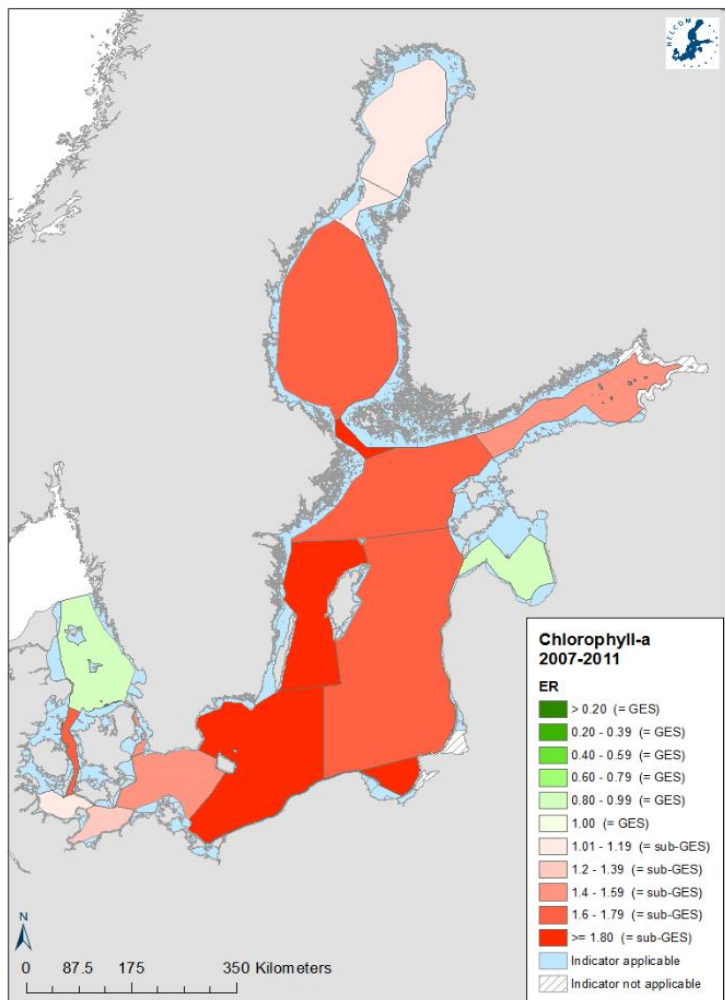 HELCOM
Chlorophyll-a
2007-2011
ER
> 0.20 (= GES)
0.20 - 0.39 (= GES)
0.40 - 0.59 (= GES)
0.60 - 0.79 (= GES)
0.80 - 0.99 (= GES)
1.00 (= GES)
1.01 - 1.19 (= sub-GES)
1.2 - 1.39 (= sub-GES)
1.4 - 1.59 (= sub-GES)
1.6 - 1.79 (= sub-GES)
>= 1.80 (= sub-GES)
Indicator applicable
Indicator not applicable
N
0 87.5 175 350 Kilometers